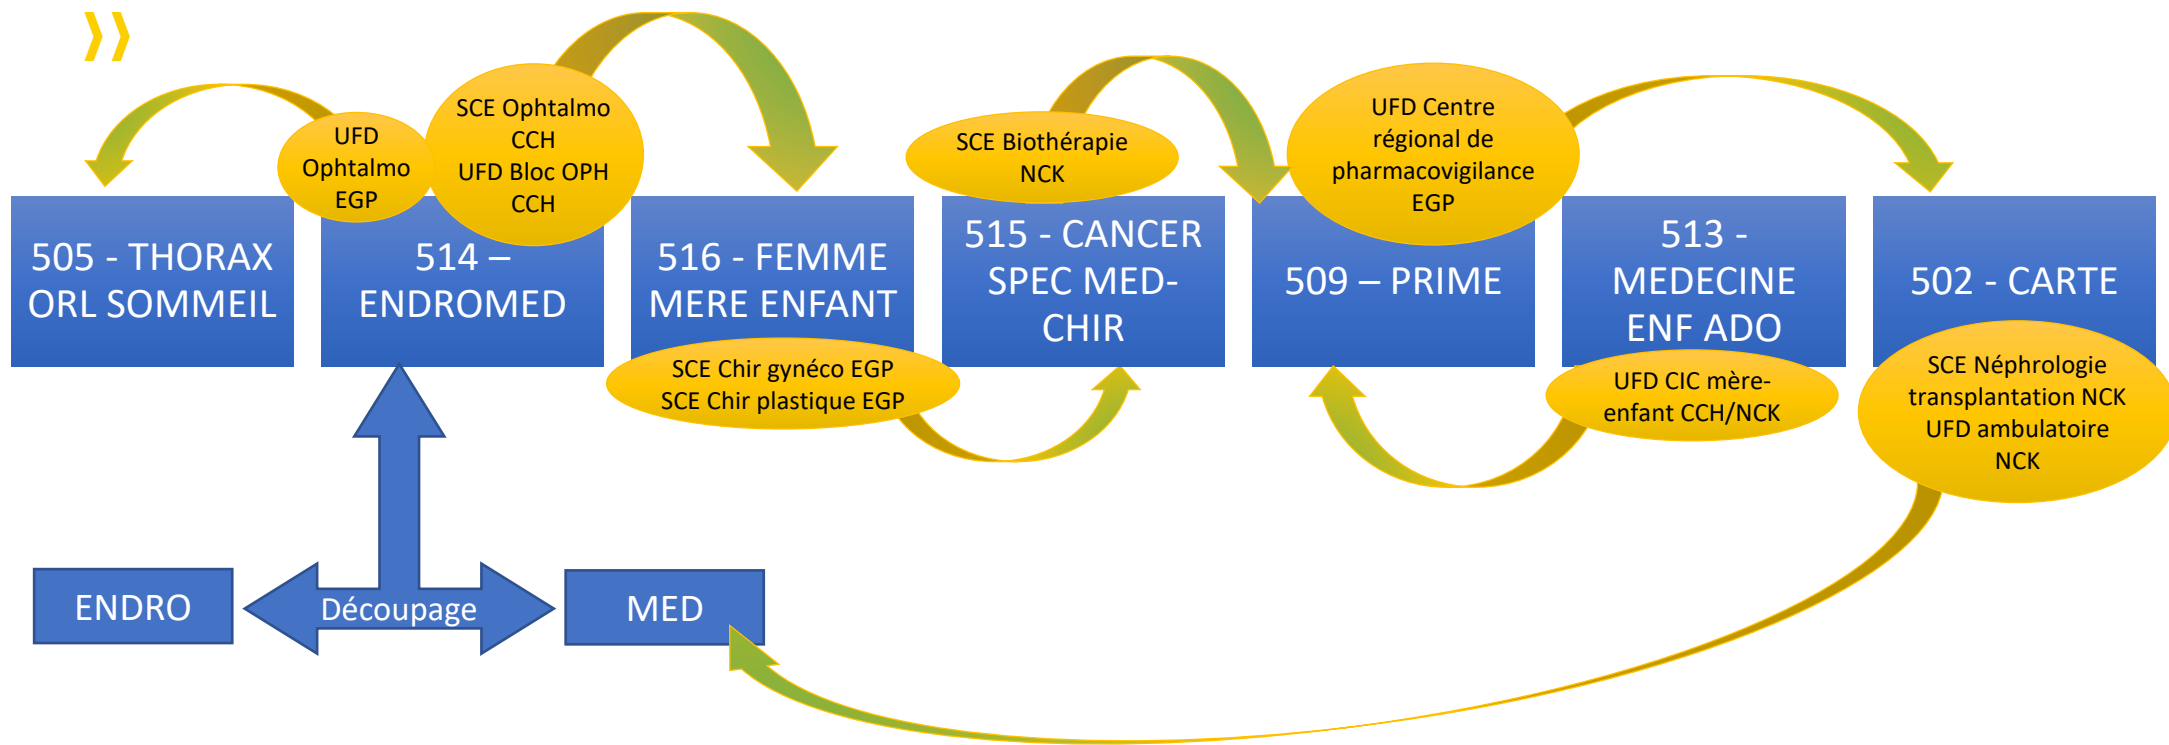 UFD
Ophtalmo
EGP
SCE Ophtalmo
CCH
UFD Bloc OPH
CCH
SCE Biothérapie
NCK
UFD Centre
régional de
pharmacovigilance
EGP
505 - THORAX
ORL SOMMEIL
514 –
ENDROMED
516 - FEMME
MERE ENFANT
515 - CANCER
SPEC MED-
CHIR
509 – PRIME
513 -
MEDECINE
ENF ADO
502 - CARTE
SCE Chir gynéco EGP
SCE Chir plastique EGP
UFD CIC mère-
enfant CCH/NCK
SCE Néphrologie
transplantation NCK
UFD ambulatoire
NCK
ENDRO
Découpage
MED